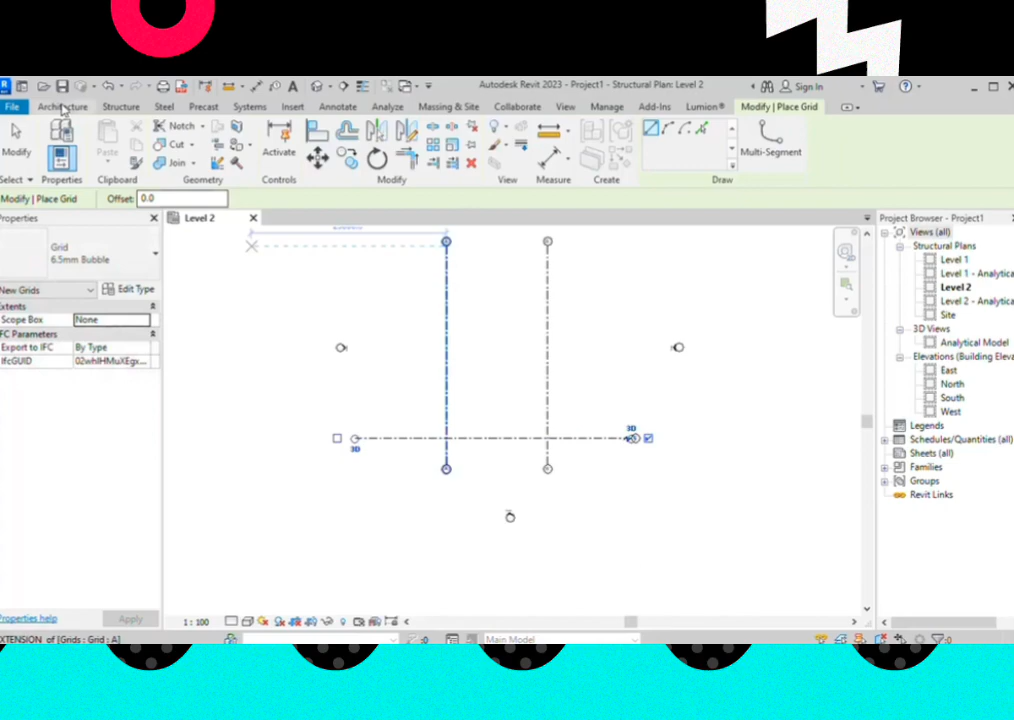 Autodesk Revit 2023 - Project1 - Structural Plan: Level 2
Sign In
File Architecture Structure Steel Precast Systems Insert Annotate Analyze Massing & Site Collaborate View Manage Add-Ins Lumion® Modify | Place Grid
Modify Paste Notch Cut Join Activate Multi-Segment
Select Properties Clipboard Geometry Controls Modify View Measure Create Draw
Modify | Place Grid Offset: 0.0
Properties
Level 2
Project Browser - Project1
Grid
6.5mm Bubble
New Grids Edit Type
Extents
Scope Box None
IFC Parameters
Export to IFC By Type
IfcGUID 02whIHMuXEgx...
Properties help Apply
3D
3D
Views (all)
Structural Plans
Level 1
Level 1 - Analytica
Level 2
Level 2 - Analytica
Site
3D Views
Analytical Model
Elevations (Building Eleva
East
North
South
West
Legends
Schedules/Quantities (all)
Sheets (all)
Families
Groups
Revit Links
1 : 100
EXTENSION of [Grids : Grid : A]
:0
Main Model
:0